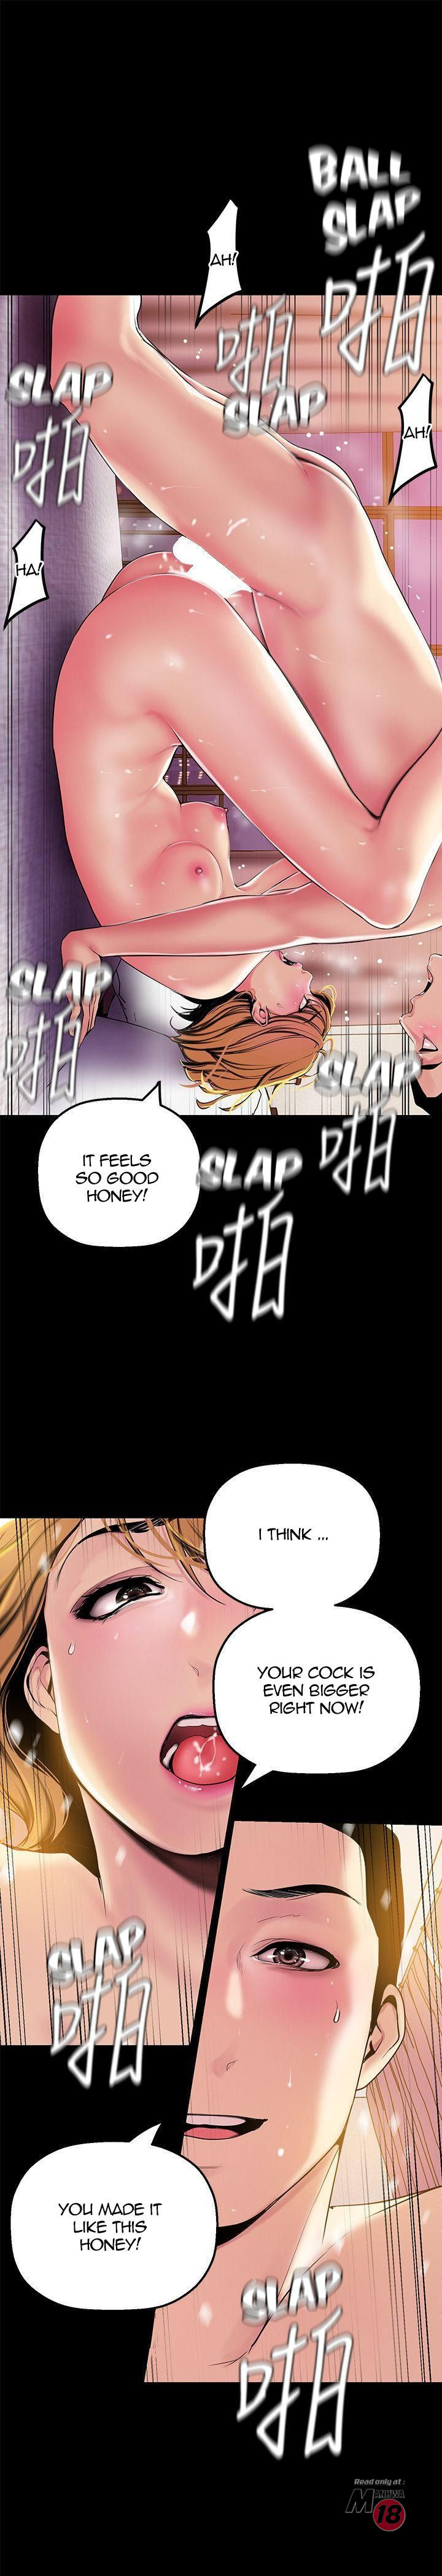 BALL
SLAP
啪
AH!
啪
SLAP
SLAP
啪
AH!
HA!
SLAP
啪
SLAP
啪
IT FEELS
SO GOOD
HONEY!
SLAP
啪
I THINK ...
YOUR COCK IS
EVEN BIGGER
RIGHT NOW!
SLAP
啪
YOU MADE IT
LIKE THIS
HONEY!
SLAP
啪
Read only at :
MANHWA
18